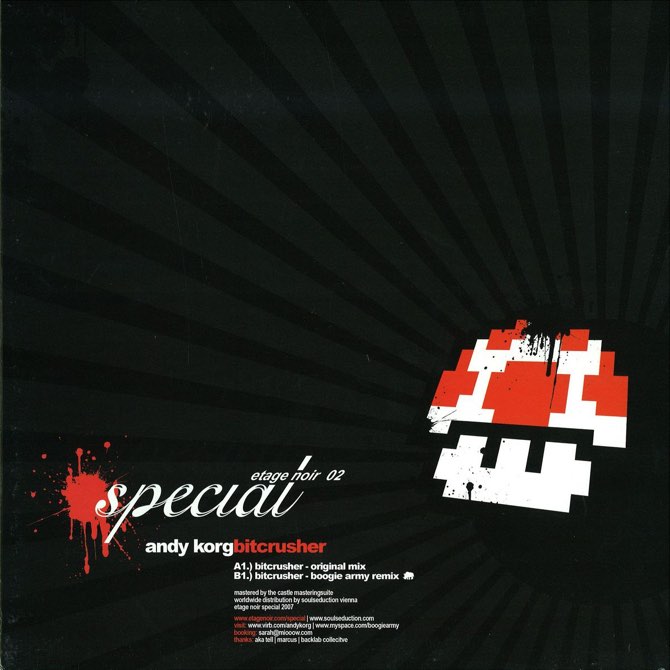 etage noir 02
special
andy korgbitcrusher
A1.) bitcrusher - original mix
B1.) bitcrusher - boogie army remix
mastered by the castle masteringsuite
worldwide distribution by soulseduction vienna
etage noir special 2007
www.etagenoir.com/special | www.soulseduction.com
visit: www.virb.com/andykorg | www.myspace.com/boogiearmy
booking: sarah@miooow.com
thanks: aka tell | marcus | backlab collecitve